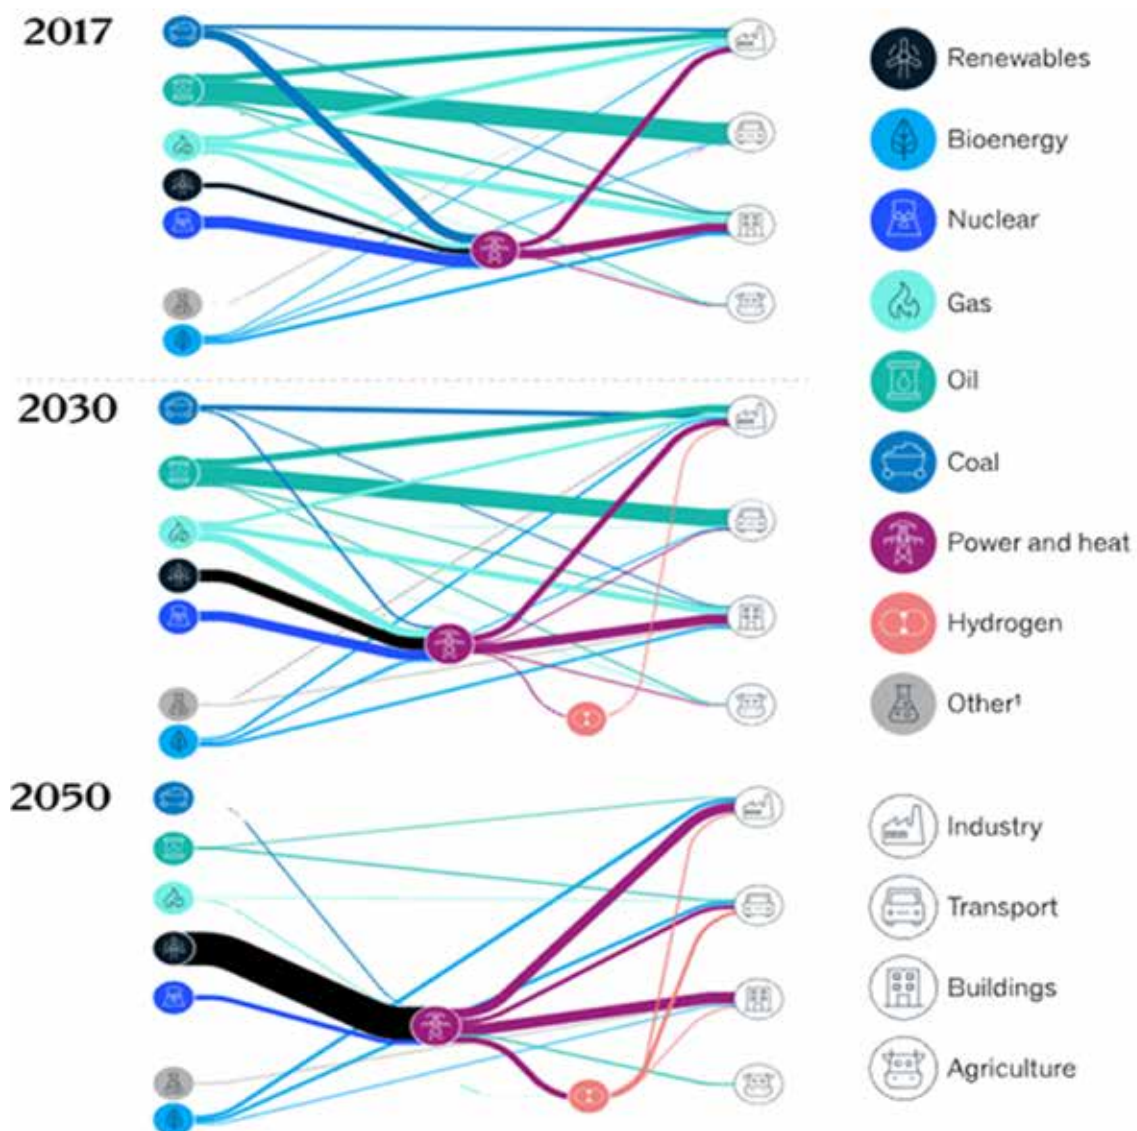 2017
2030
2050
Renewables
Bioenergy
Nuclear
Gas
Oil
Coal
Power and heat
Hydrogen
Other¹
Industry
Transport
Buildings
Agriculture